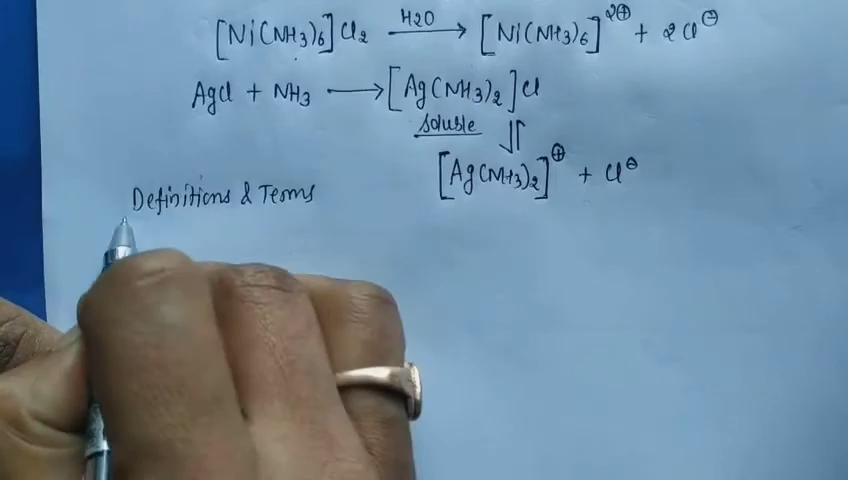 [Ni(NH3)6]Cl2 H2O⟶ [Ni(NH3)6]2⊕ + 2Cl⊖
AgCl + NH3 ⟶ [Ag(NH3)2]Cl
soluble ⇃↾
[Ag(NH3)2]⊕ + Cl⊖
Definitions & Terms